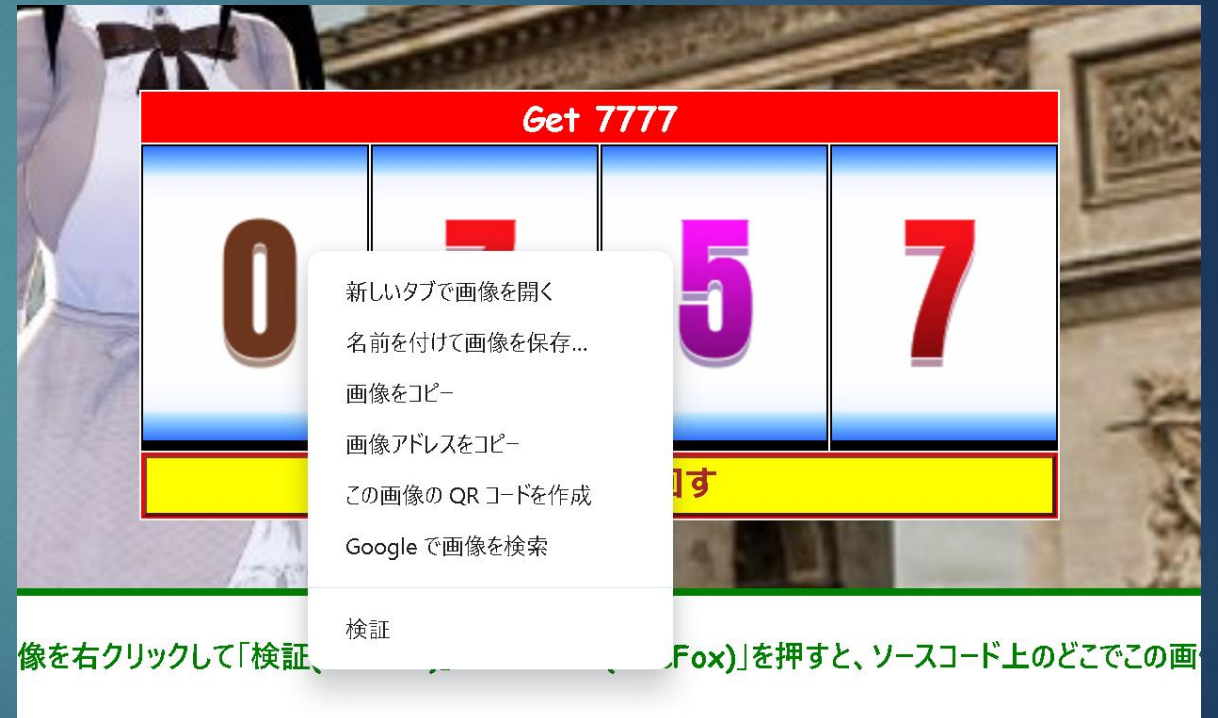 Get 7777
0 7 5 7
新しいタブで画像を開く
名前を付けて画像を保存...
画像をコピー
画像アドレスをコピー
この画像の QR コードを作成
す
Google で画像を検索
検証
像を右クリックして「検証 Fox)」を押すと、ソースコード上のどこでこの画